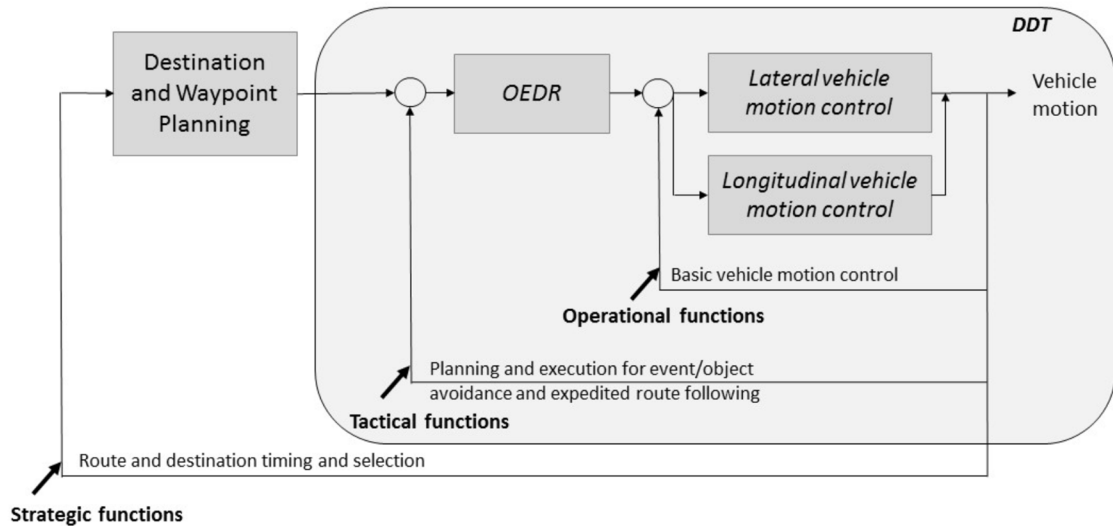 DDT
Destination
and Waypoint
Planning
OEDR
Lateral vehicle
motion control
Vehicle
motion
Longitudinal vehicle
motion control
Basic vehicle motion control
Operational functions
Planning and execution for event/object
avoidance and expedited route following
Tactical functions
Route and destination timing and selection
Strategic functions